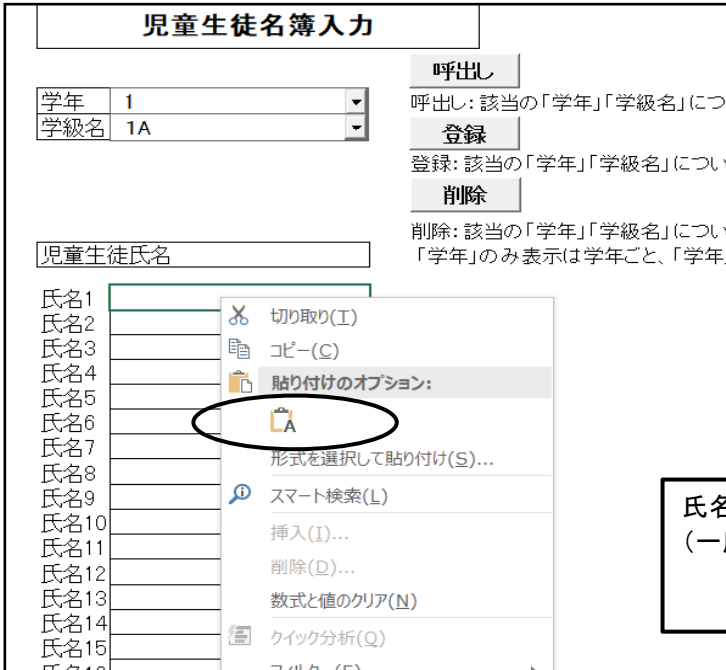 児童生徒名簿入力
呼出し
学年 1
呼出し：該当の「学年」「学級名」につ
学級名 1A
登録
登録：該当の「学年」「学級名」につい
削除
削除：該当の「学年」「学級名」につい
「学年」のみ表示は学年ごと、「学年」
児童生徒氏名
氏名1
氏名2
氏名3
氏名4
氏名5
氏名6
氏名7
氏名8
氏名9
氏名10
氏名11
氏名12
氏名13
氏名14
氏名15
切り取り(T)
コピー(C)
貼り付けのオプション:
A
形式を選択して貼り付け(S)...
スマート検索(L)
挿入(I)...
削除(D)...
数式と値のクリア(N)
クイック分析(Q)
氏名